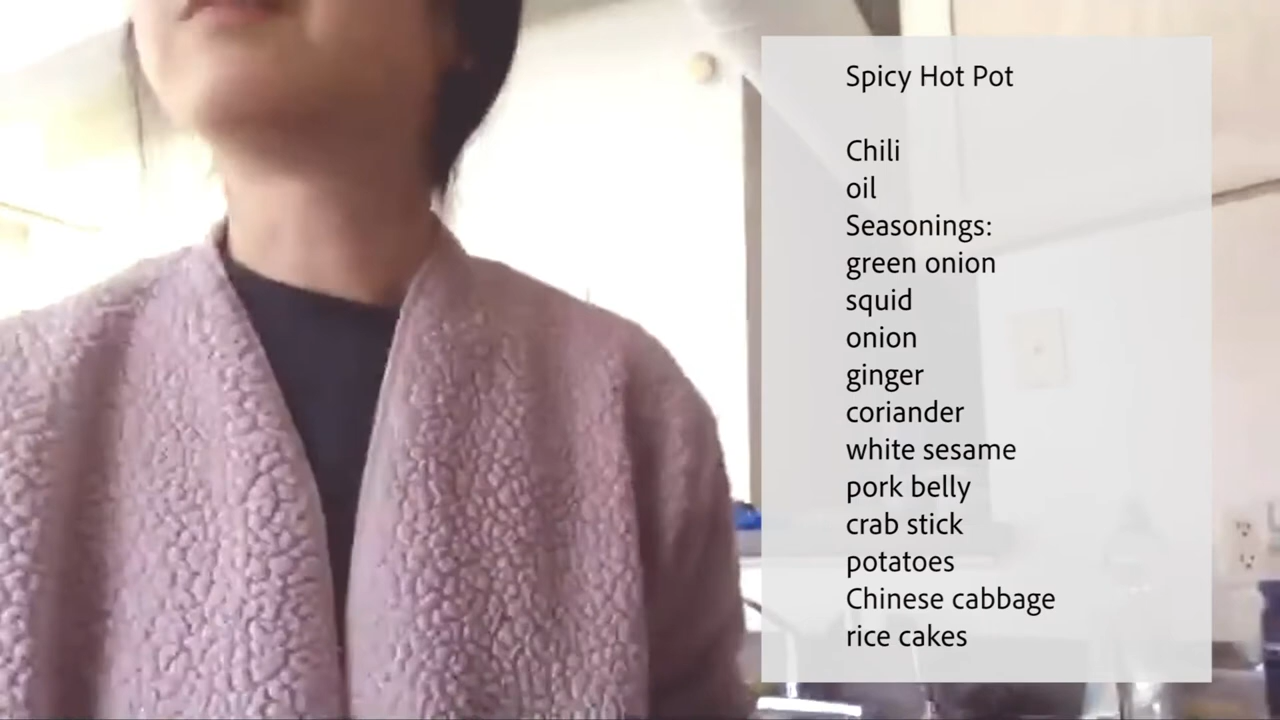 Spicy Hot Pot
Chili
oil
Seasonings:
green onion
squid
onion
ginger
coriander
white sesame
pork belly
crab stick
potatoes
Chinese cabbage
rice cakes